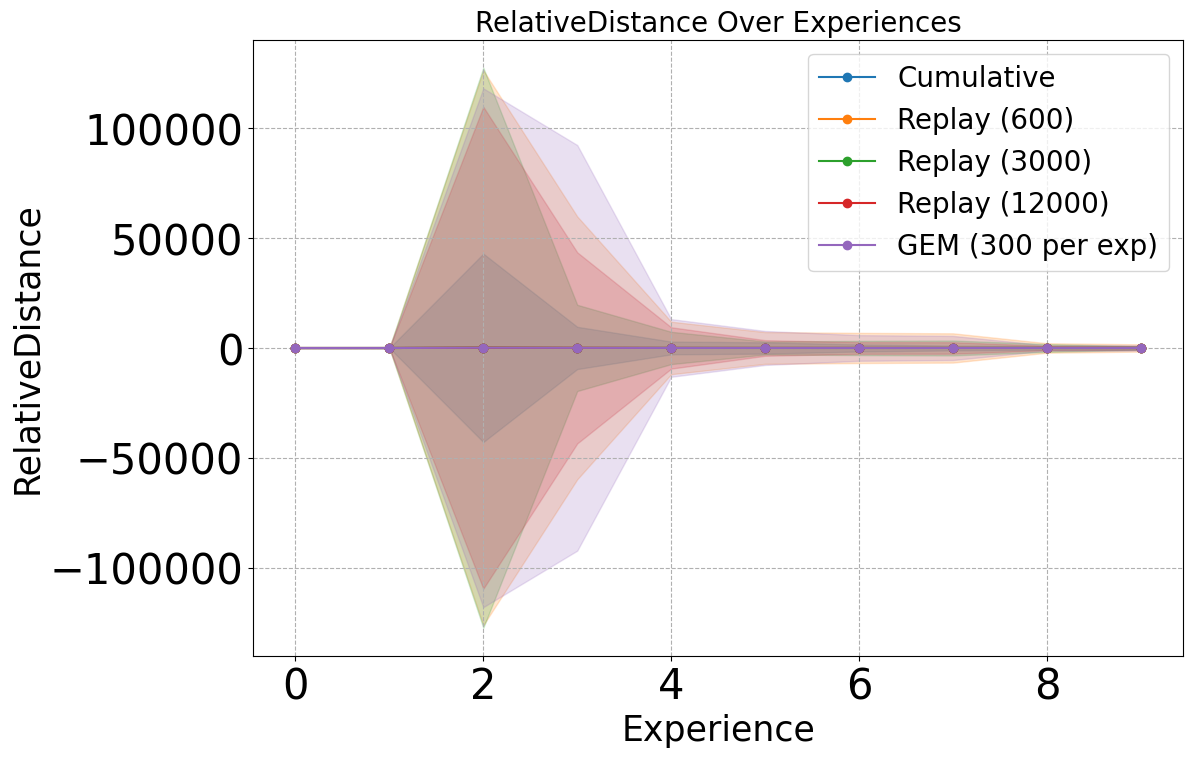 RelativeDistance Over Experiences
Cumulative
Replay (600)
Replay (3000)
Replay (12000)
GEM (300 per exp)
RelativeDistance
100000
50000
0
−50000
−100000
0 2 4 6 8
Experience